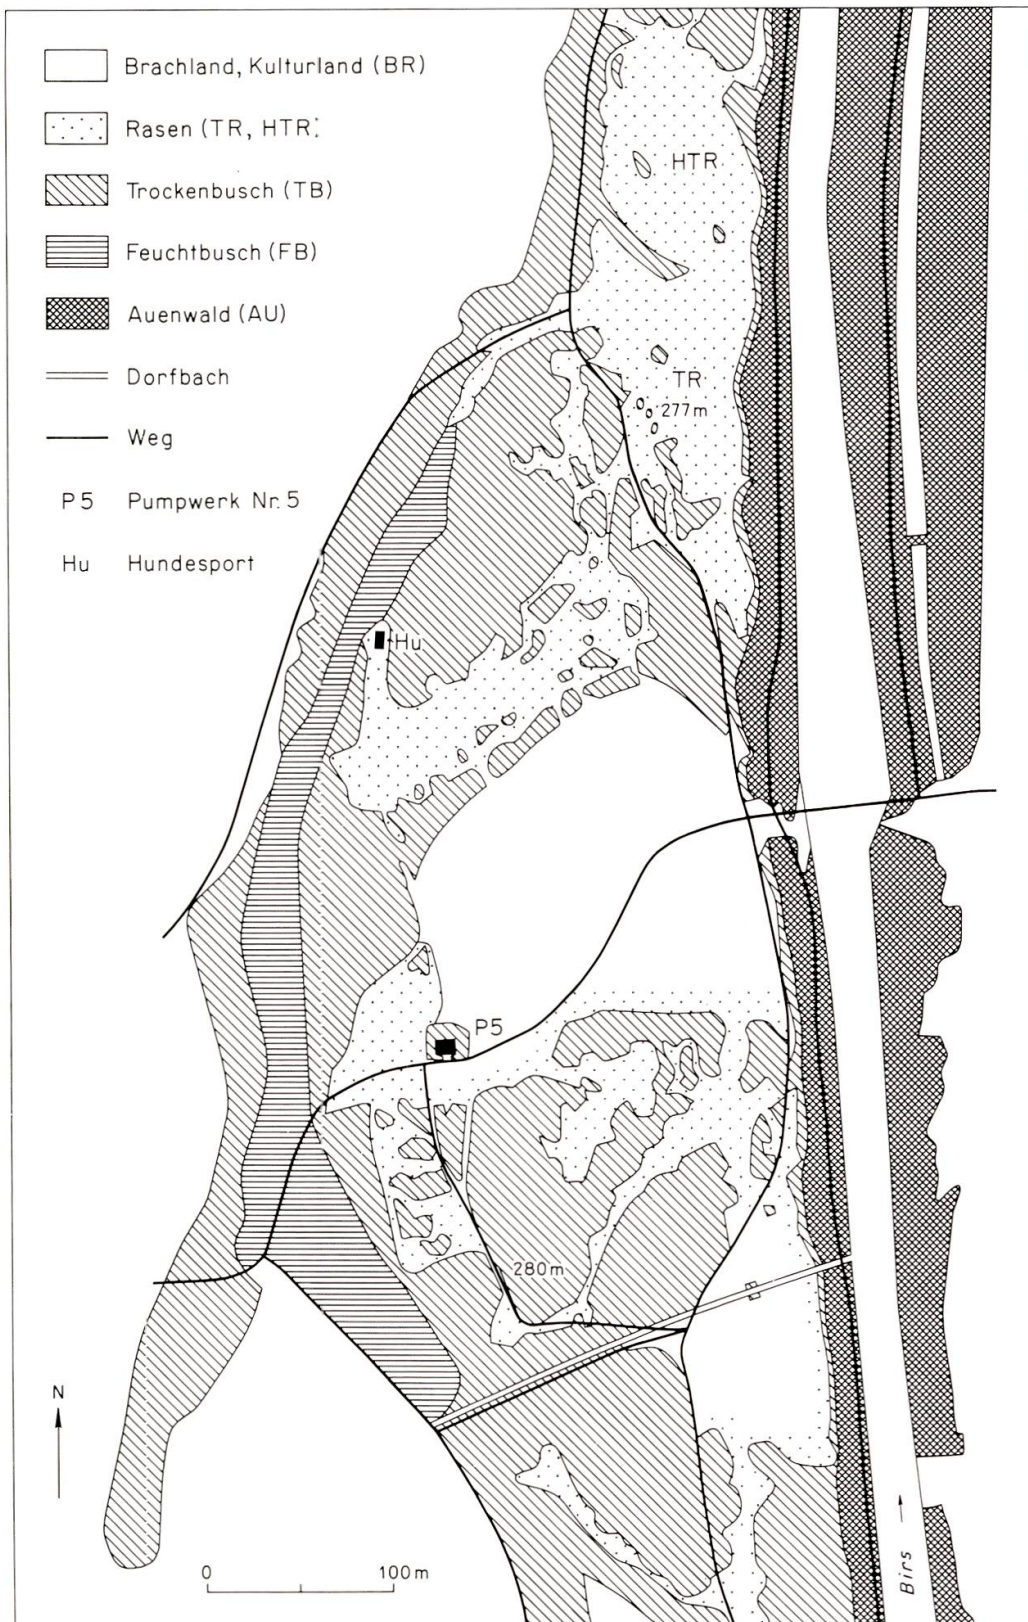 Brachland, Kulturland (BR)
Rasen (TR, HTR:
Trockenbusch (TB)
Feuchtbusch (FB)
Auenwald (AU)
Dorfbach
Weg
P5 Pumpwerk Nr. 5
Hu Hundesport
HTR
TR
277m
Hu
P5
280m
N
0 100m
Birs